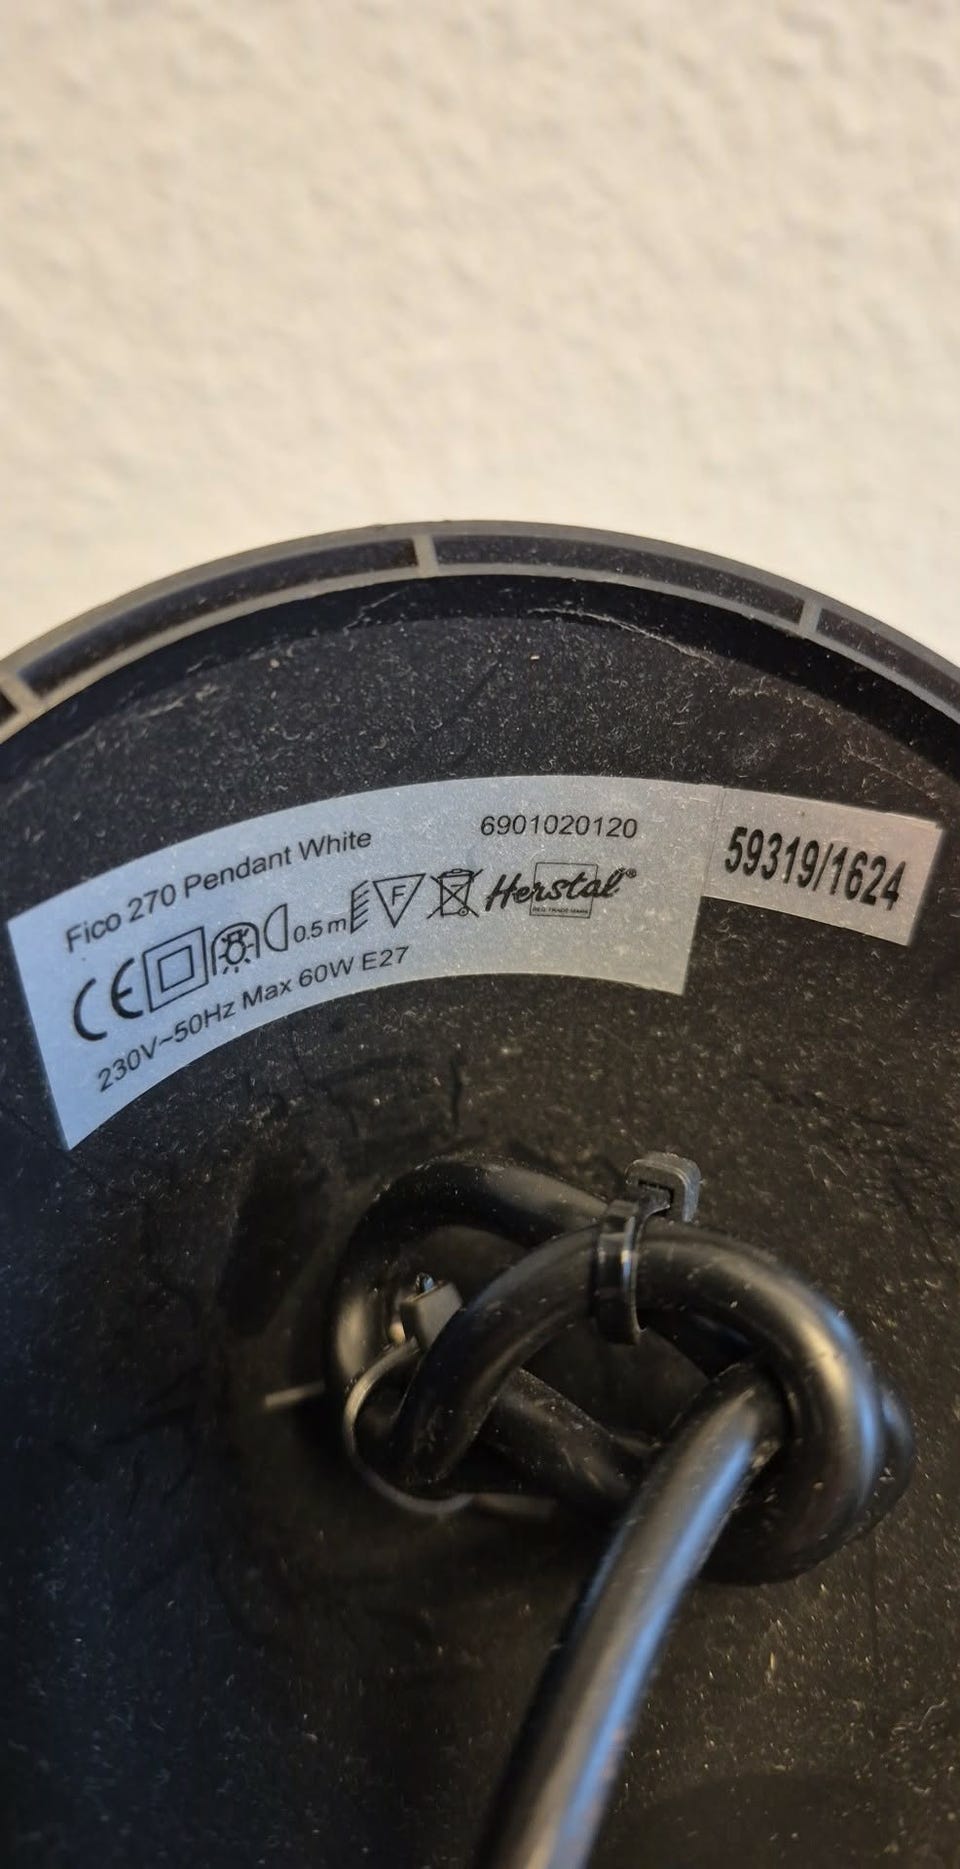 Fico 270 Pendant White 6901020120
CE 0.5 m F Herstal®
REG. TRADE MARK
230V~50Hz Max 60W E27
59319/1624